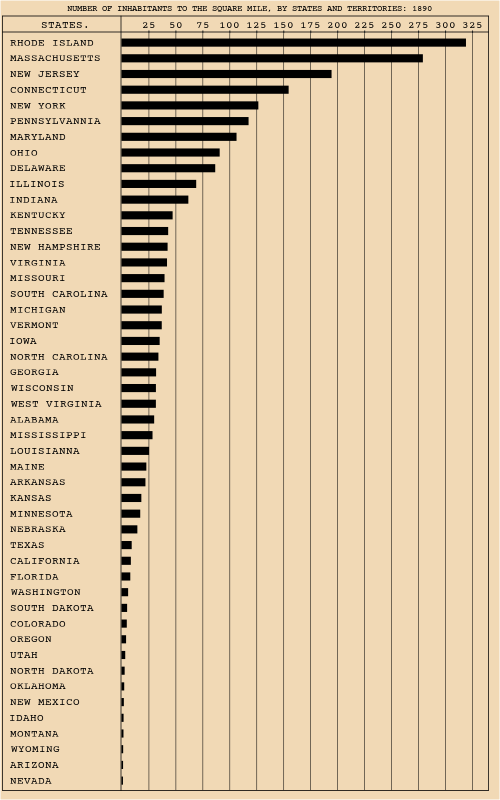 NUMBER OF INHABITANTS TO THE SQUARE MILE, BY STATES AND TERRITORIES: 1890
STATES. 25 50 75 100 125 150 175 200 225 250 275 300 325
RHODE ISLAND
MASSACHUSETTS
NEW JERSEY
CONNECTICUT
NEW YORK
PENNSYLVANNIA
MARYLAND
OHIO
DELAWARE
ILLINOIS
INDIANA
KENTUCKY
TENNESSEE
NEW HAMPSHIRE
VIRGINIA
MISSOURI
SOUTH CAROLINA
MICHIGAN
VERMONT
IOWA
NORTH CAROLINA
GEORGIA
WISCONSIN
WEST VIRGINIA
ALABAMA
MISSISSIPPI
LOUISIANNA
MAINE
ARKANSAS
KANSAS
MINNESOTA
NEBRASKA
TEXAS
CALIFORNIA
FLORIDA
WASHINGTON
SOUTH DAKOTA
COLORADO
OREGON
UTAH
NORTH DAKOTA
OKLAHOMA
NEW MEXICO
IDAHO
MONTANA
WYOMING
ARIZONA
NEVADA